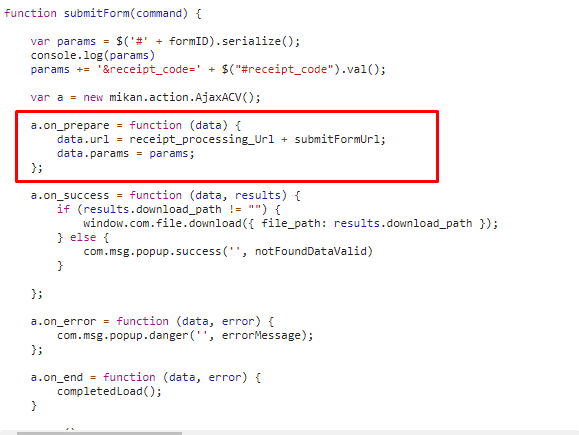 function submitForm(command) {
var params = $('#' + formID).serialize();
console.log(params)
params += '&receipt_code=' + $("#receipt_code").val();
var a = new mikan.action.AjaxACV();
a.on_prepare = function (data) {
data.url = receipt_processing_Url + submitFormUrl;
data.params = params;
};
a.on_success = function (data, results) {
if (results.download_path != "") {
window.com.file.download({ file_path: results.download_path });
} else {
com.msg.popup.success('', notFoundDataValid)
}
};
a.on_error = function (data, error) {
com.msg.popup.danger('', errorMessage);
};
a.on_end = function (data, error) {
completedLoad();
}